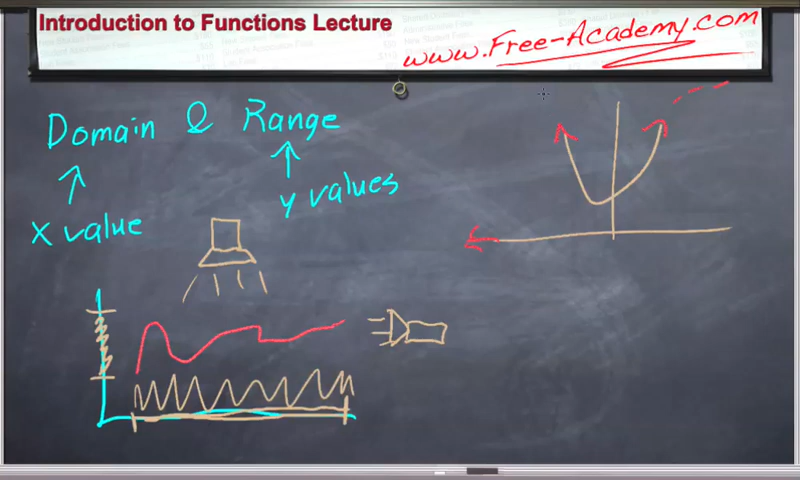 Introduction to Functions Lecture
www.Free-Academy.com
Domain & Range
x value
y values